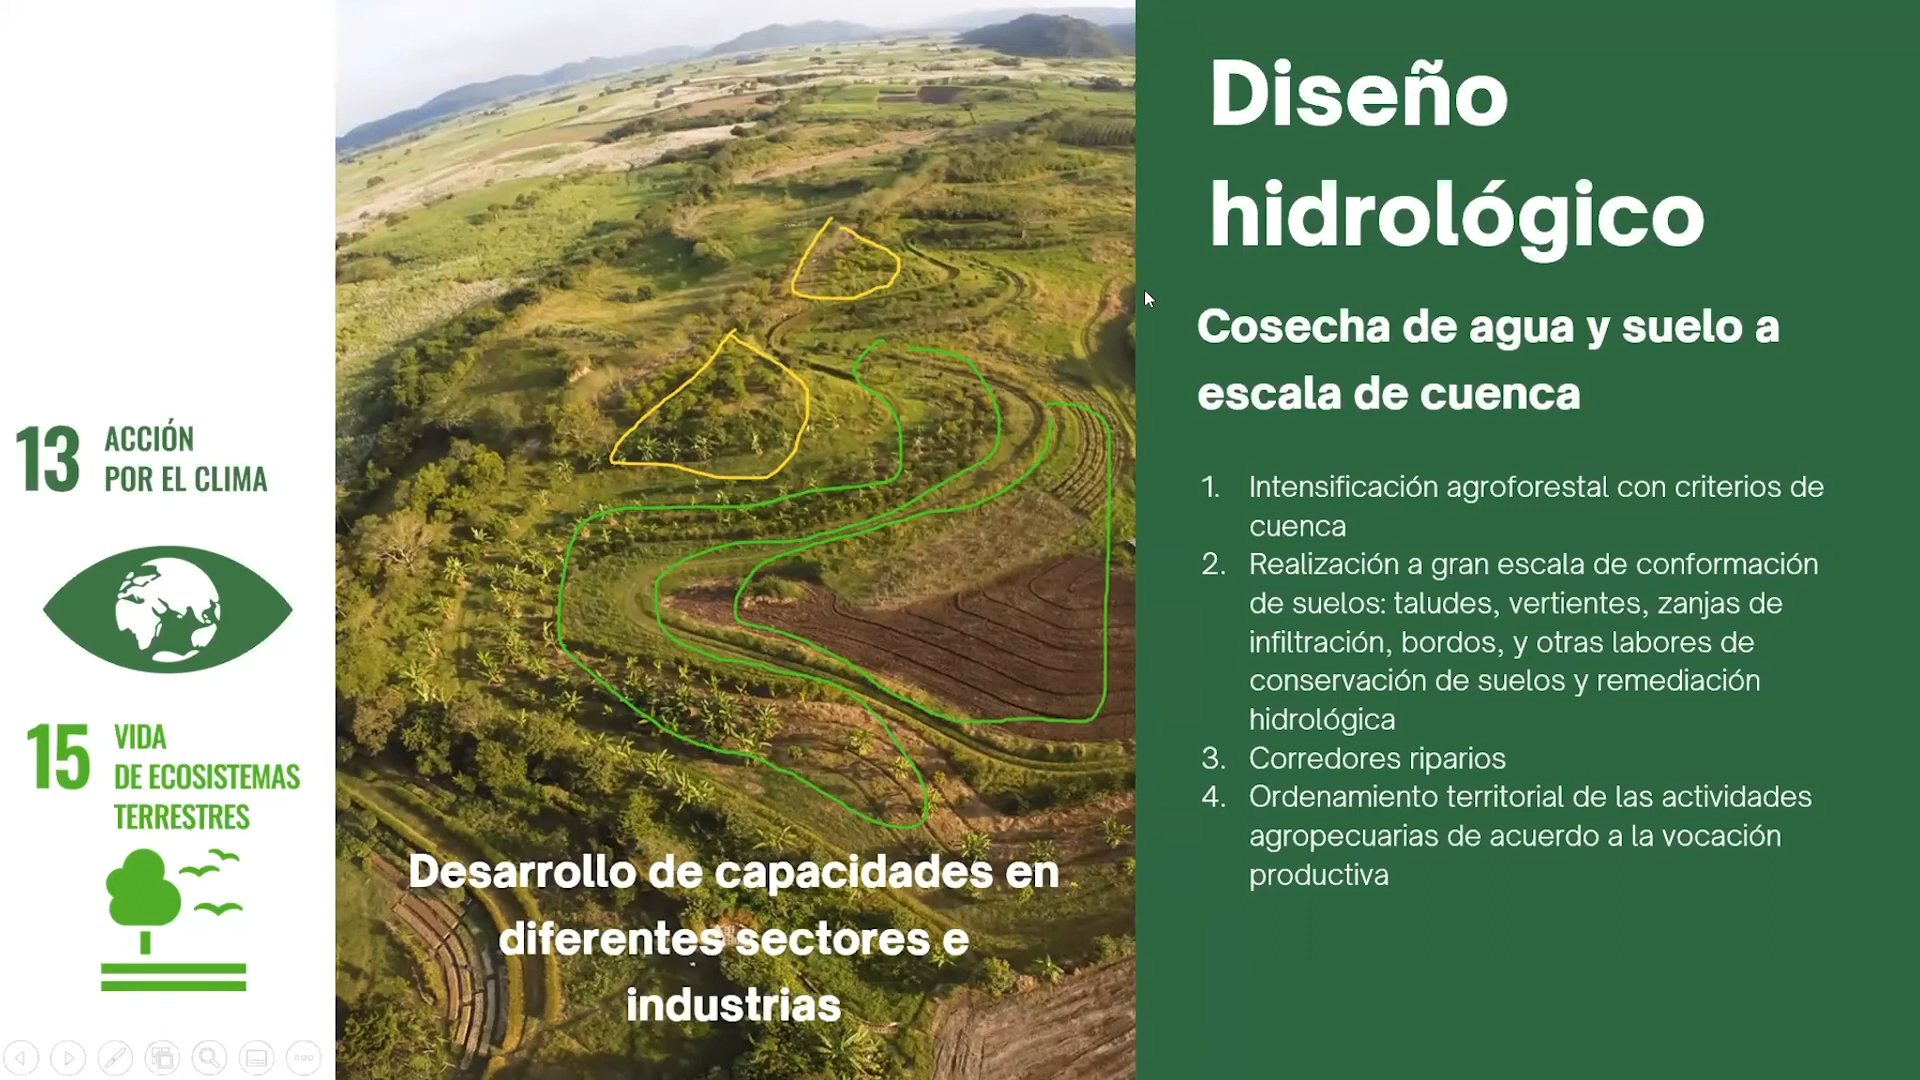 13 ACCIÓN
POR EL CLIMA
15 VIDA
DE ECOSISTEMAS
TERRESTRES
Desarrollo de capacidades en
diferentes sectores e
industrias
Diseño
hidrológico
Cosecha de agua y suelo a
escala de cuenca
1. Intensificación agroforestal con criterios de
cuenca
2. Realización a gran escala de conformación
de suelos: taludes, vertientes, zanjas de
infiltración, bordos, y otras labores de
conservación de suelos y remediación
hidrológica
3. Corredores riparios
4. Ordenamiento territorial de las actividades
agropecuarias de acuerdo a la vocación
productiva